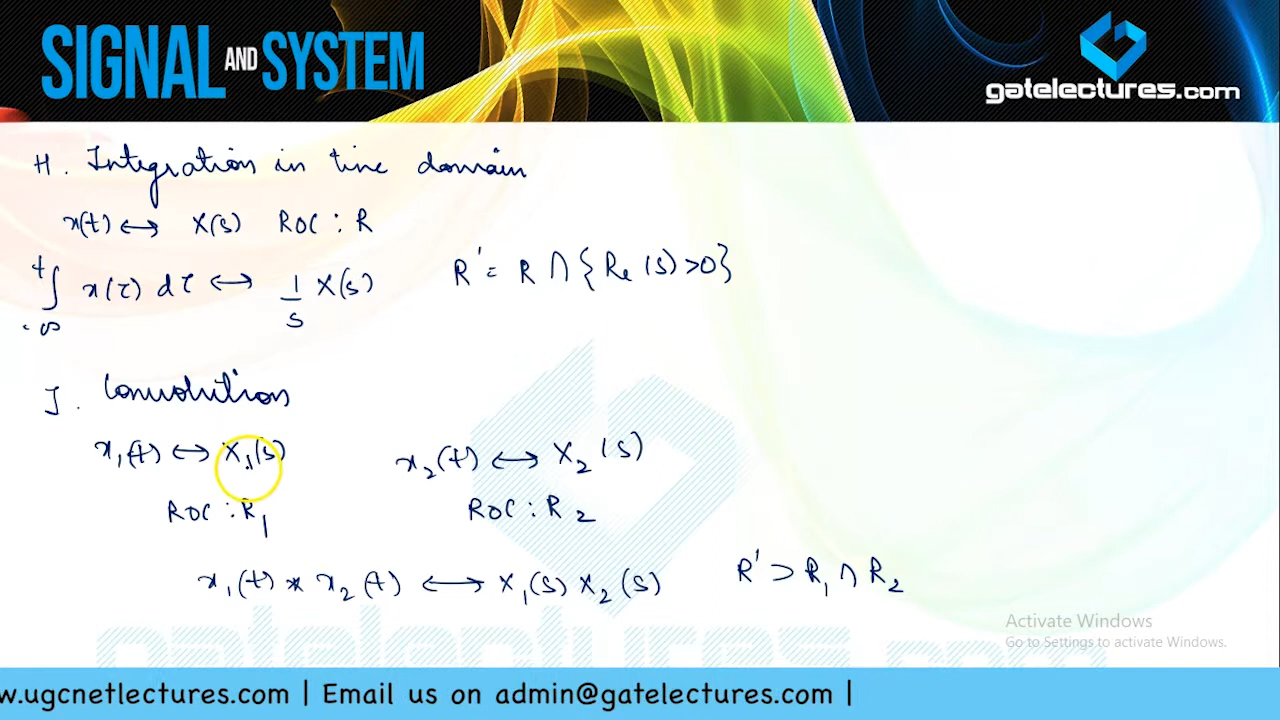 SIGNAL AND SYSTEM
gatelectures.com
H. Integration in time domain
x(t) ↔ X(s) ROC : R
∫_{-∞}^{t} x(τ) dτ ↔ 1/s X(s) R' = R ∩ {Re(s)>0}
I. Convolution
x₁(t) ↔ X₁(s) x₂(t) ↔ X₂(s)
ROC : R₁ ROC : R₂
x₁(t) * x₂(t) ↔ X₁(s) X₂(s) R' ⊃ R₁ ∩ R₂
Activate Windows
Go to Settings to activate Windows.
gatelectures.com
w.ugcnetlectures.com | Email us on admin@gatelectures.com |